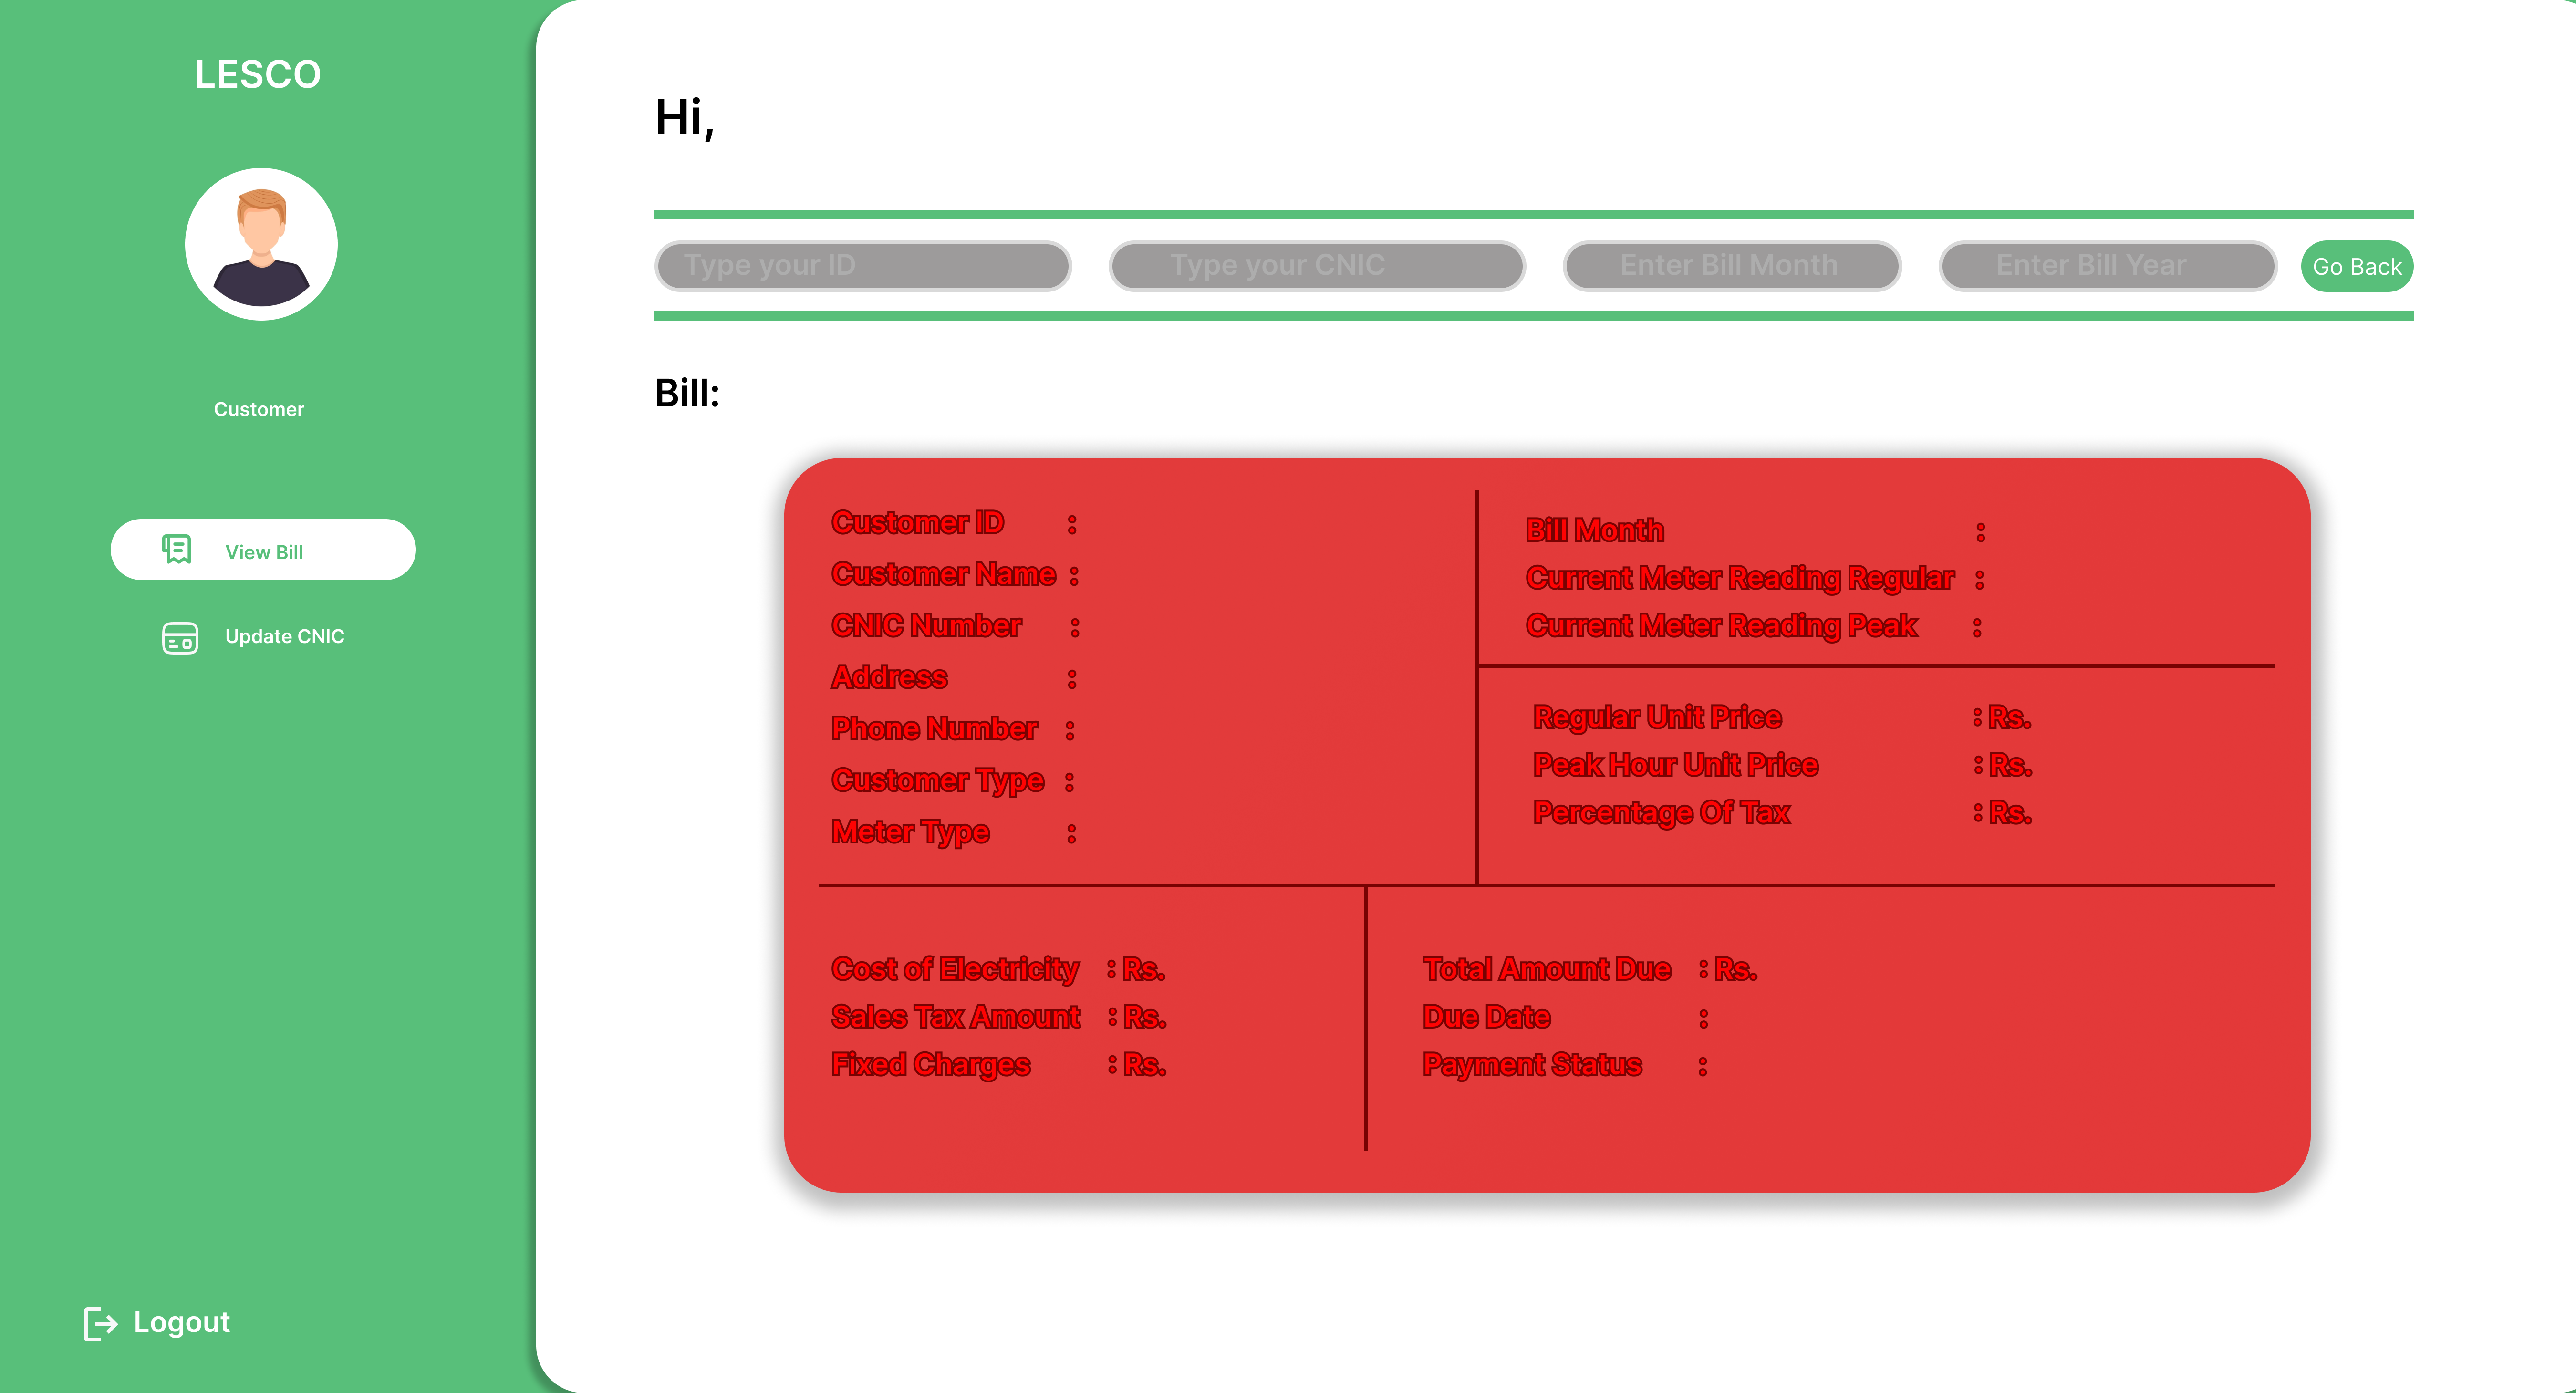 LESCO
Customer
View Bill
Update CNIC
Logout
Hi,
Type your ID
Type your CNIC
Enter Bill Month
Enter Bill Year
Go Back
Bill:
Customer ID :
Customer Name :
CNIC Number :
Address :
Phone Number :
Customer Type :
Meter Type :
Bill Month :
Current Meter Reading Regular :
Current Meter Reading Peak :
Regular Unit Price : Rs.
Peak Hour Unit Price : Rs.
Percentage Of Tax : Rs.
Cost of Electricity : Rs.
Sales Tax Amount : Rs.
Fixed Charges : Rs.
Total Amount Due : Rs.
Due Date :
Payment Status :